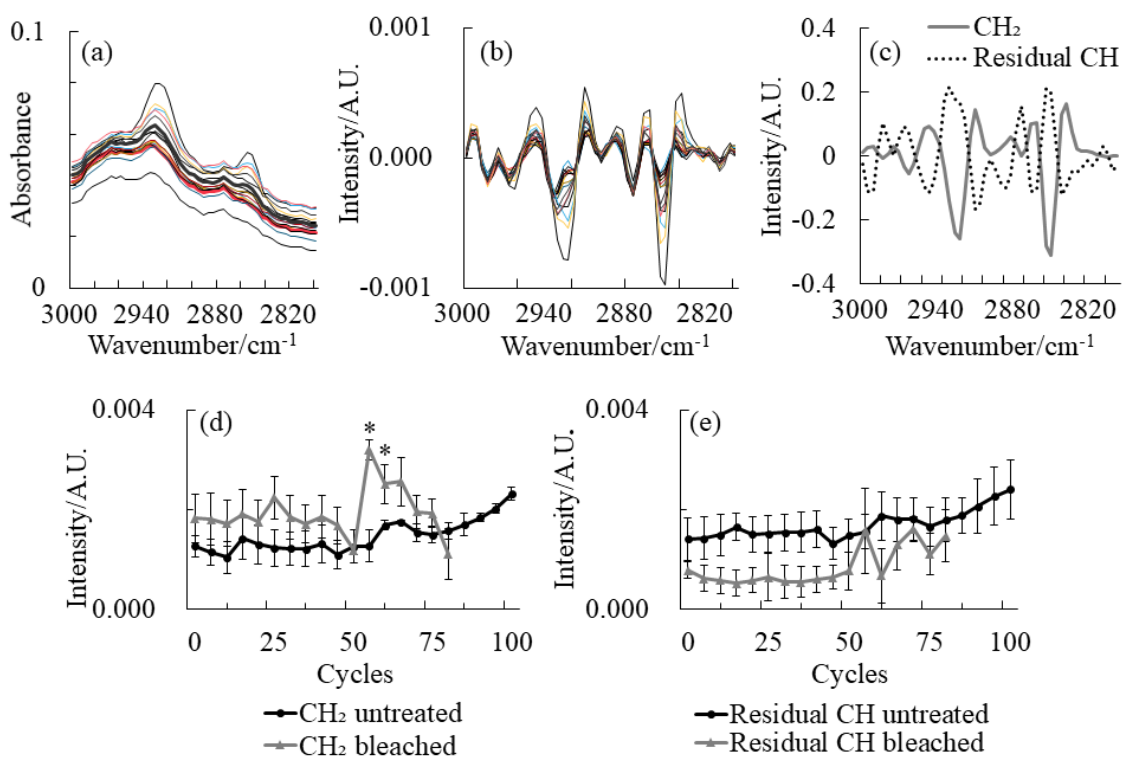 (a)
0.1
0
Absorbance
3000 2940 2880 2820
Wavenumber/cm⁻¹
(b)
0.001
0.000
-0.001
Intensity/A.U.
3000 2940 2880 2820
Wavenumber/cm⁻¹
(c)
CH₂
Residual CH
0.4
0.2
0
-0.2
-0.4
Intensity/A.U.
3000 2940 2880 2820
Wavenumber/cm⁻¹
(d)
0.004
0.000
Intensity/A.U.
*
*
0 25 50 75 100
Cycles
CH₂ untreated
CH₂ bleached
(e)
0.004
0.000
Intensity/A.U.
0 25 50 75 100
Cycles
Residual CH untreated
Residual CH bleached